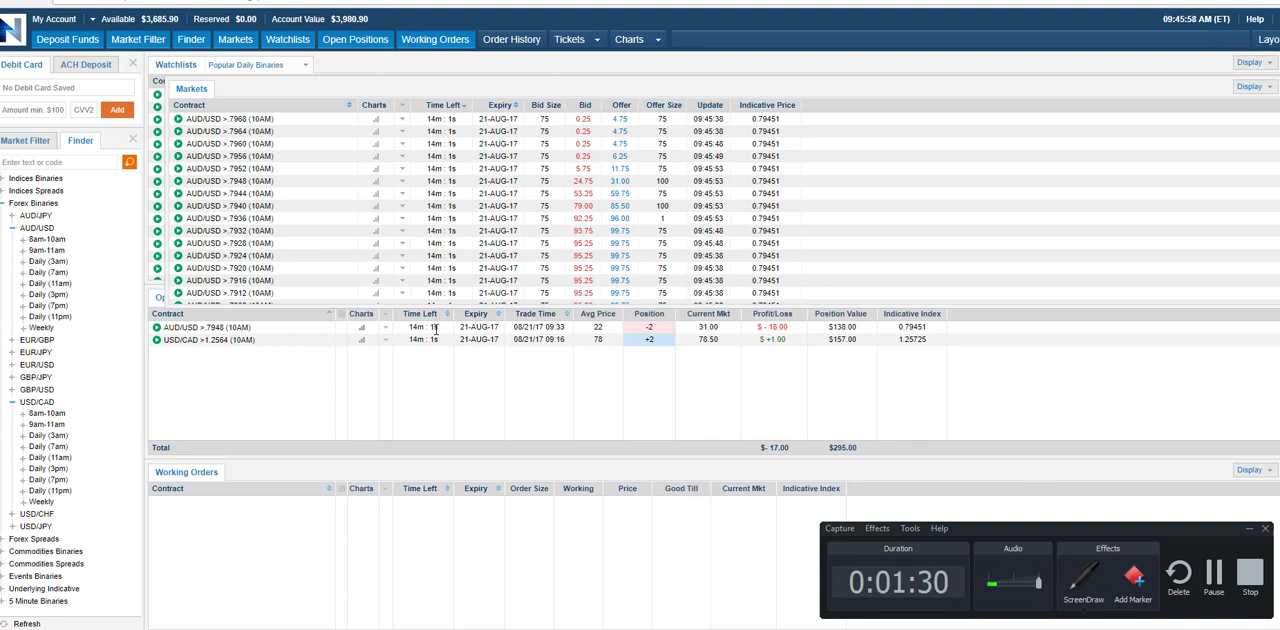 My Account Available $3,685.90 Reserved $0.00 Account Value $3,980.90 09:45:58 AM (ET) Help
Deposit Funds Market Filter Finder Markets Watchlists Open Positions Working Orders Order History Tickets Charts Layo
Debit Card ACH Deposit
No Debit Card Saved
Amount min. $100 CVV2 Add
Market Filter Finder
Enter text or code
Indices Binaries
Indices Spreads
Forex Binaries
AUD/JPY
AUD/USD
8am-10am
9am-11am
Daily (3am)
Daily (7am)
Daily (11am)
Daily (3pm)
Daily (7pm)
Daily (11pm)
Weekly
EUR/GBP
EUR/JPY
EUR/USD
GBP/JPY
GBP/USD
USD/CAD
8am-10am
9am-11am
Daily (3am)
Daily (7am)
Daily (11am)
Daily (3pm)
Daily (7pm)
Daily (11pm)
Weekly
USD/CHF
USD/JPY
Forex Spreads
Commodities Binaries
Commodities Spreads
Events Binaries
Underlying Indicative
5 Minute Binaries
Refresh
Watchlists Popular Daily Binaries Display
Markets Display
Contract Charts Time Left Expiry Bid Size Bid Offer Offer Size Update Indicative Price
AUD/USD >.7968 (10AM) 14m : 1s 21-AUG-17 75 0.25 4.75 75 09:45:38 0.79451
AUD/USD >.7964 (10AM) 14m : 1s 21-AUG-17 75 0.25 4.75 75 09:45:38 0.79451
AUD/USD >.7960 (10AM) 14m : 1s 21-AUG-17 75 0.25 4.75 75 09:45:48 0.79451
AUD/USD >.7956 (10AM) 14m : 1s 21-AUG-17 75 0.25 6.25 75 09:45:49 0.79451
AUD/USD >.7952 (10AM) 14m : 1s 21-AUG-17 75 5.75 11.75 75 09:45:53 0.79451
AUD/USD >.7948 (10AM) 14m : 1s 21-AUG-17 75 24.75 31.00 100 09:45:53 0.79451
AUD/USD >.7944 (10AM) 14m : 1s 21-AUG-17 75 53.25 59.75 75 09:45:53 0.79451
AUD/USD >.7940 (10AM) 14m : 1s 21-AUG-17 75 79.00 85.50 100 09:45:53 0.79451
AUD/USD >.7936 (10AM) 14m : 1s 21-AUG-17 75 92.25 96.00 1 09:45:53 0.79451
AUD/USD >.7932 (10AM) 14m : 1s 21-AUG-17 75 93.75 99.75 75 09:45:48 0.79451
AUD/USD >.7928 (10AM) 14m : 1s 21-AUG-17 75 95.25 99.75 75 09:45:48 0.79451
AUD/USD >.7924 (10AM) 14m : 1s 21-AUG-17 75 95.25 99.75 75 09:45:38 0.79451
AUD/USD >.7920 (10AM) 14m : 1s 21-AUG-17 75 95.25 99.75 75 09:45:38 0.79451
AUD/USD >.7916 (10AM) 14m : 1s 21-AUG-17 75 95.25 99.75 75 09:45:38 0.79451
AUD/USD >.7912 (10AM) 14m : 1s 21-AUG-17 75 95.25 99.75 75 09:45:38 0.79451
Contract Charts Time Left Expiry Trade Time Avg Price Position Current Mkt Profit/Loss Position Value Indicative Index
AUD/USD >.7948 (10AM) 14m : 1s 21-AUG-17 08/21/17 09:33 22 -2 31.00 $ - 18.00 $138.00 0.79451
USD/CAD >1.2564 (10AM) 14m : 1s 21-AUG-17 08/21/17 09:16 78 +2 78.50 $ +1.00 $157.00 1.25725
Total $- 17.00 $295.00
Working Orders Display
Contract Charts Time Left Expiry Order Size Working Price Good Till Current Mkt Indicative Index
Capture Effects Tools Help
Duration Audio Effects
0:01:30
ScreenDraw Add Marker Delete Pause Stop